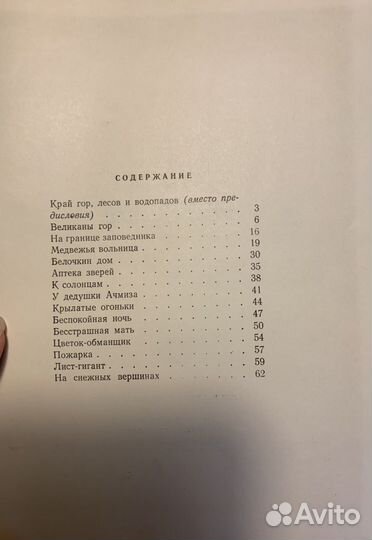 СОДЕРЖАНИЕ
Край гор, лесов и водопадов (вместо пре-
дисловия) . . . . . . . . . . 3
Великаны гор . . . . . . . . . 6
На границе заповедника . . . . . . 16
Медвежья вольница . . . . . . . 19
Белочкин дом . . . . . . . . . 30
Аптека зверей . . . . . . . . . 35
К солонцам . . . . . . . . . . 38
У дедушки Ачмиза . . . . . . . . 41
Крылатые огоньки . . . . . . . . 44
Беспокойная ночь . . . . . . . . 47
Бесстрашная мать . . . . . . . . 50
Цветок-обманщик . . . . . . . . 54
Пожарка . . . . . . . . . . . 57
Лист-гигант . . . . . . . . . . 59
На снежных вершинах . . . . . . . 62
Avito